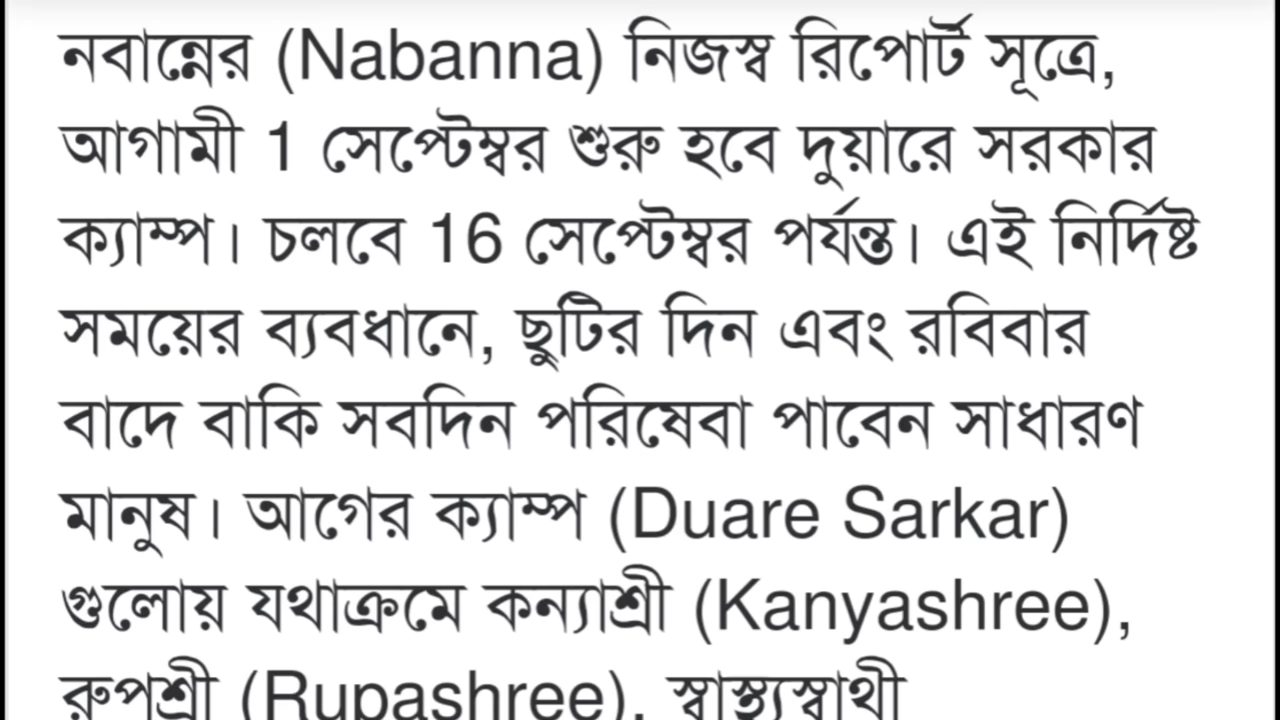 নবান্নের (Nabanna) নিজস্ব রিপোর্ট সূত্রে,
আগামী 1 সেপ্টেম্বর শুরু হবে দুয়ারে সরকার
ক্যাম্প। চলবে 16 সেপ্টেম্বর পর্যন্ত। এই নির্দিষ্ট
সময়ের ব্যবধানে, ছুটির দিন এবং রবিবার
বাদে বাকি সবদিন পরিষেবা পাবেন সাধারণ
মানুষ। আগের ক্যাম্প (Duare Sarkar)
গুলোয় যথাক্রমে কন্যাশ্রী (Kanyashree),
রুপশ্রী (Rupashree), স্বাস্থ্যস্বাথী